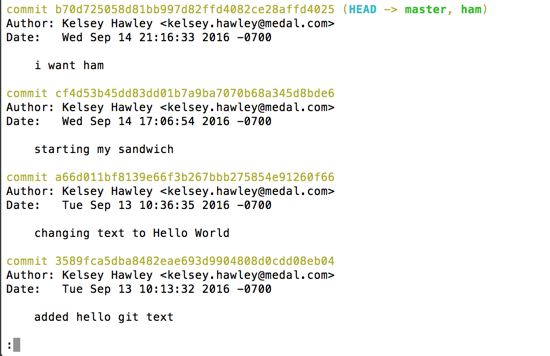 commit b70d725058d81bb997d82ffd4082ce28affd4025 (HEAD -> master, ham)
Author: Kelsey Hawley <kelsey.hawley@medal.com>
Date:   Wed Sep 14 21:16:33 2016 -0700
i want ham
commit cf4d53b45dd83dd01b7a9ba7070b68a345d8bde6
Author: Kelsey Hawley <kelsey.hawley@medal.com>
Date:   Wed Sep 14 17:06:54 2016 -0700
starting my sandwich
commit a66d011bf8139e66f3b267bbb275854e91260f66
Author: Kelsey Hawley <kelsey.hawley@medal.com>
Date:   Tue Sep 13 10:36:35 2016 -0700
changing text to Hello World
commit 3589fca5dba8482eae693d9904808d0cdd08eb04
Author: Kelsey Hawley <kelsey.hawley@medal.com>
Date:   Tue Sep 13 10:13:32 2016 -0700
added hello git text
: